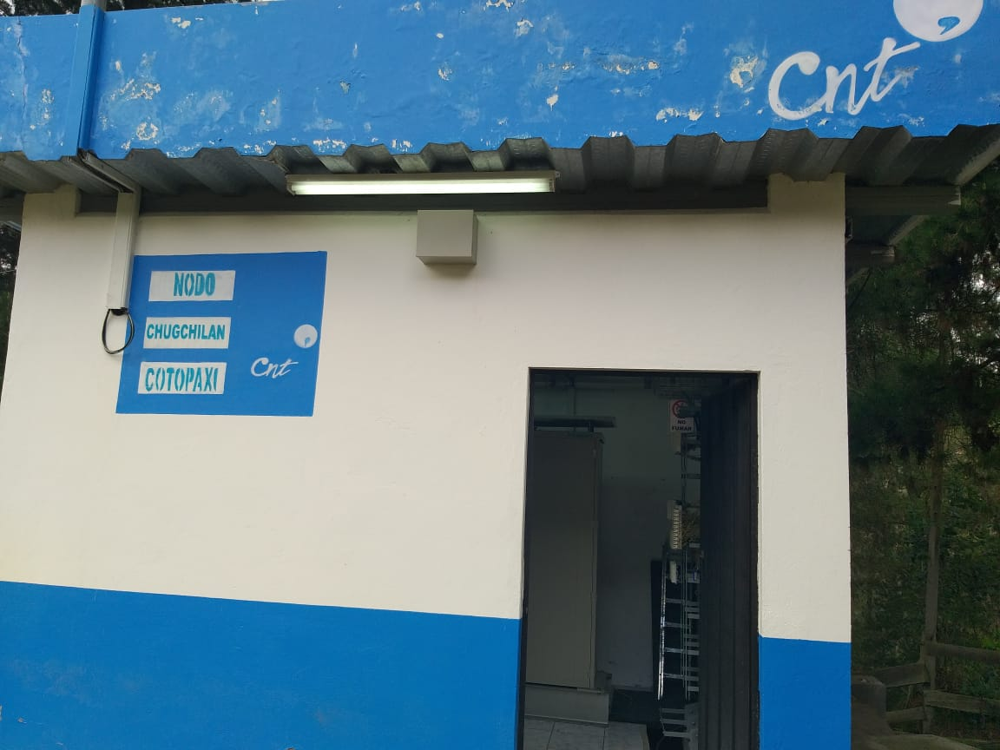 Cnt
NODO
CHUGCHILAN
COTOPAXI
Cnt
NO
FUMAR